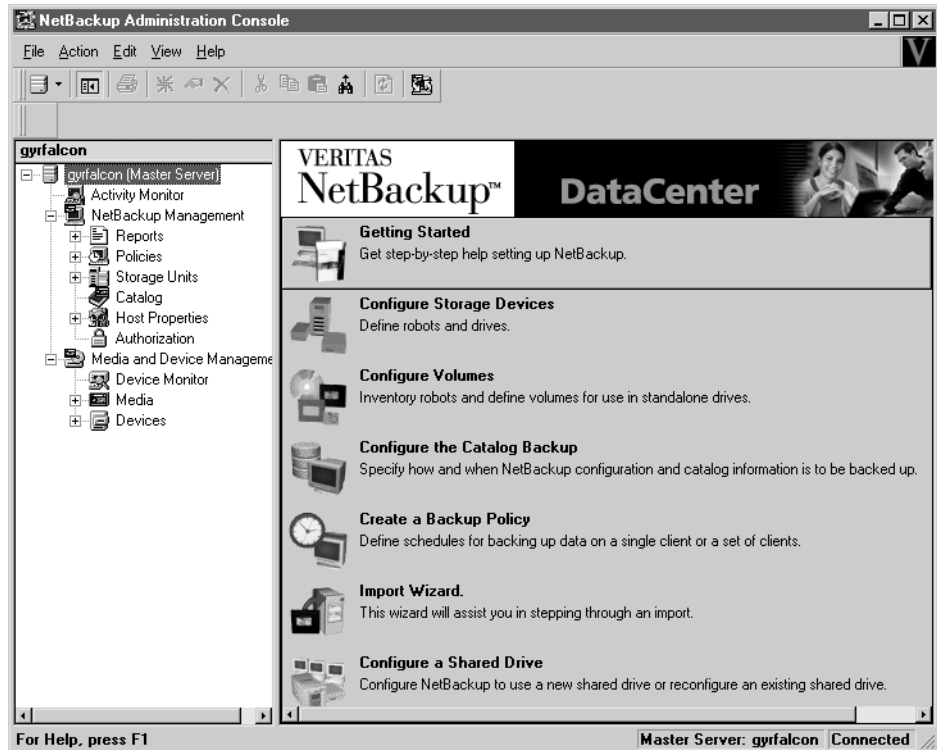 NetBackup Administration Console
File Action Edit View Help
V
gyrfalcon
gyrfalcon (Master Server)
Activity Monitor
NetBackup Management
Reports
Policies
Storage Units
Catalog
Host Properties
Authorization
Media and Device Manageme
Device Monitor
Media
Devices
VERITAS
NetBackup™ DataCenter
Getting Started
Get step-by-step help setting up NetBackup.
Configure Storage Devices
Define robots and drives.
Configure Volumes
Inventory robots and define volumes for use in standalone drives.
Configure the Catalog Backup
Specify how and when NetBackup configuration and catalog information is to be backed up.
Create a Backup Policy
Define schedules for backing up data on a single client or a set of clients.
Import Wizard.
This wizard will assist you in stepping through an import.
Configure a Shared Drive
Configure NetBackup to use a new shared drive or reconfigure an existing shared drive.
For Help, press F1 Master Server: gyrfalcon Connected